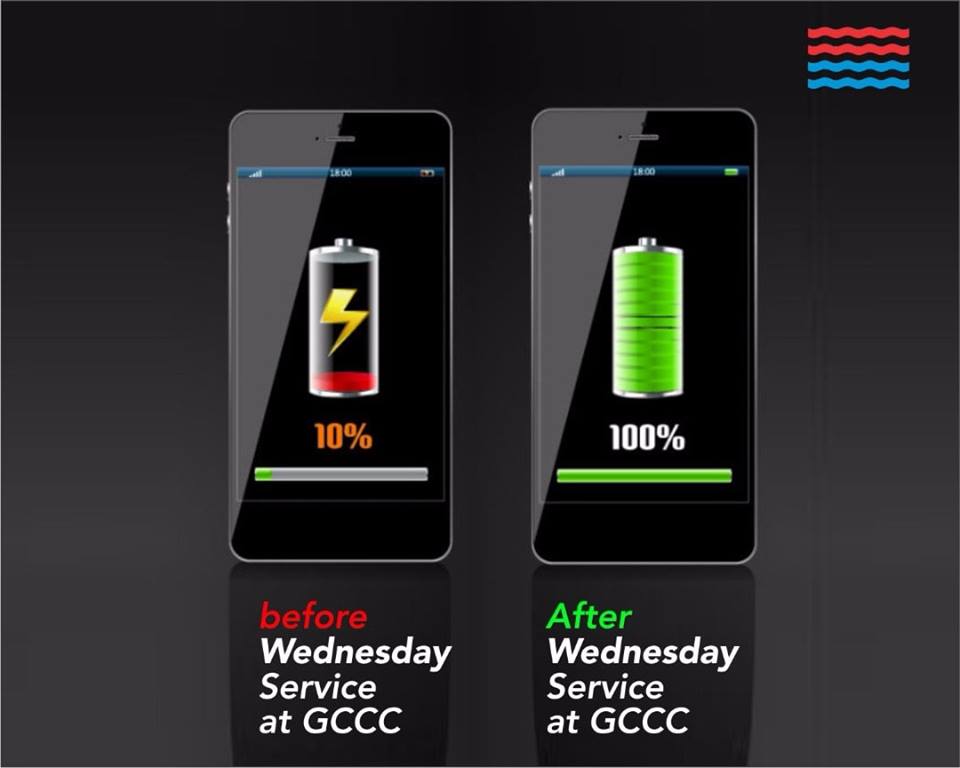 18:00
10%
before
Wednesday
Service
at GCCC
18:00
100%
After
Wednesday
Service
at GCCC